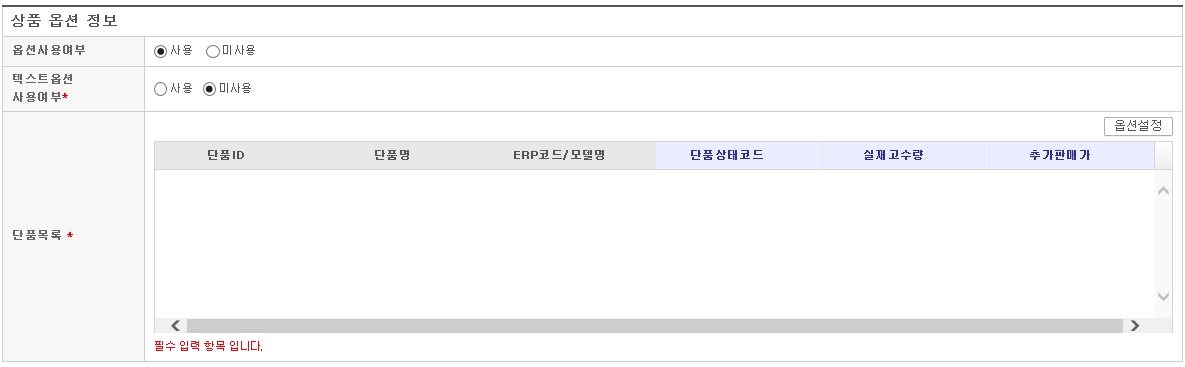 상품 옵션 정보
옵션사용여부
사용 미사용
텍스트옵션
사용여부*
사용 미사용
옵션설정
단품ID 단품명 ERP코드/모델명 단품상태코드 실재고수량 추가판매가
단품목록 *
필수 입력 항목 입니다.